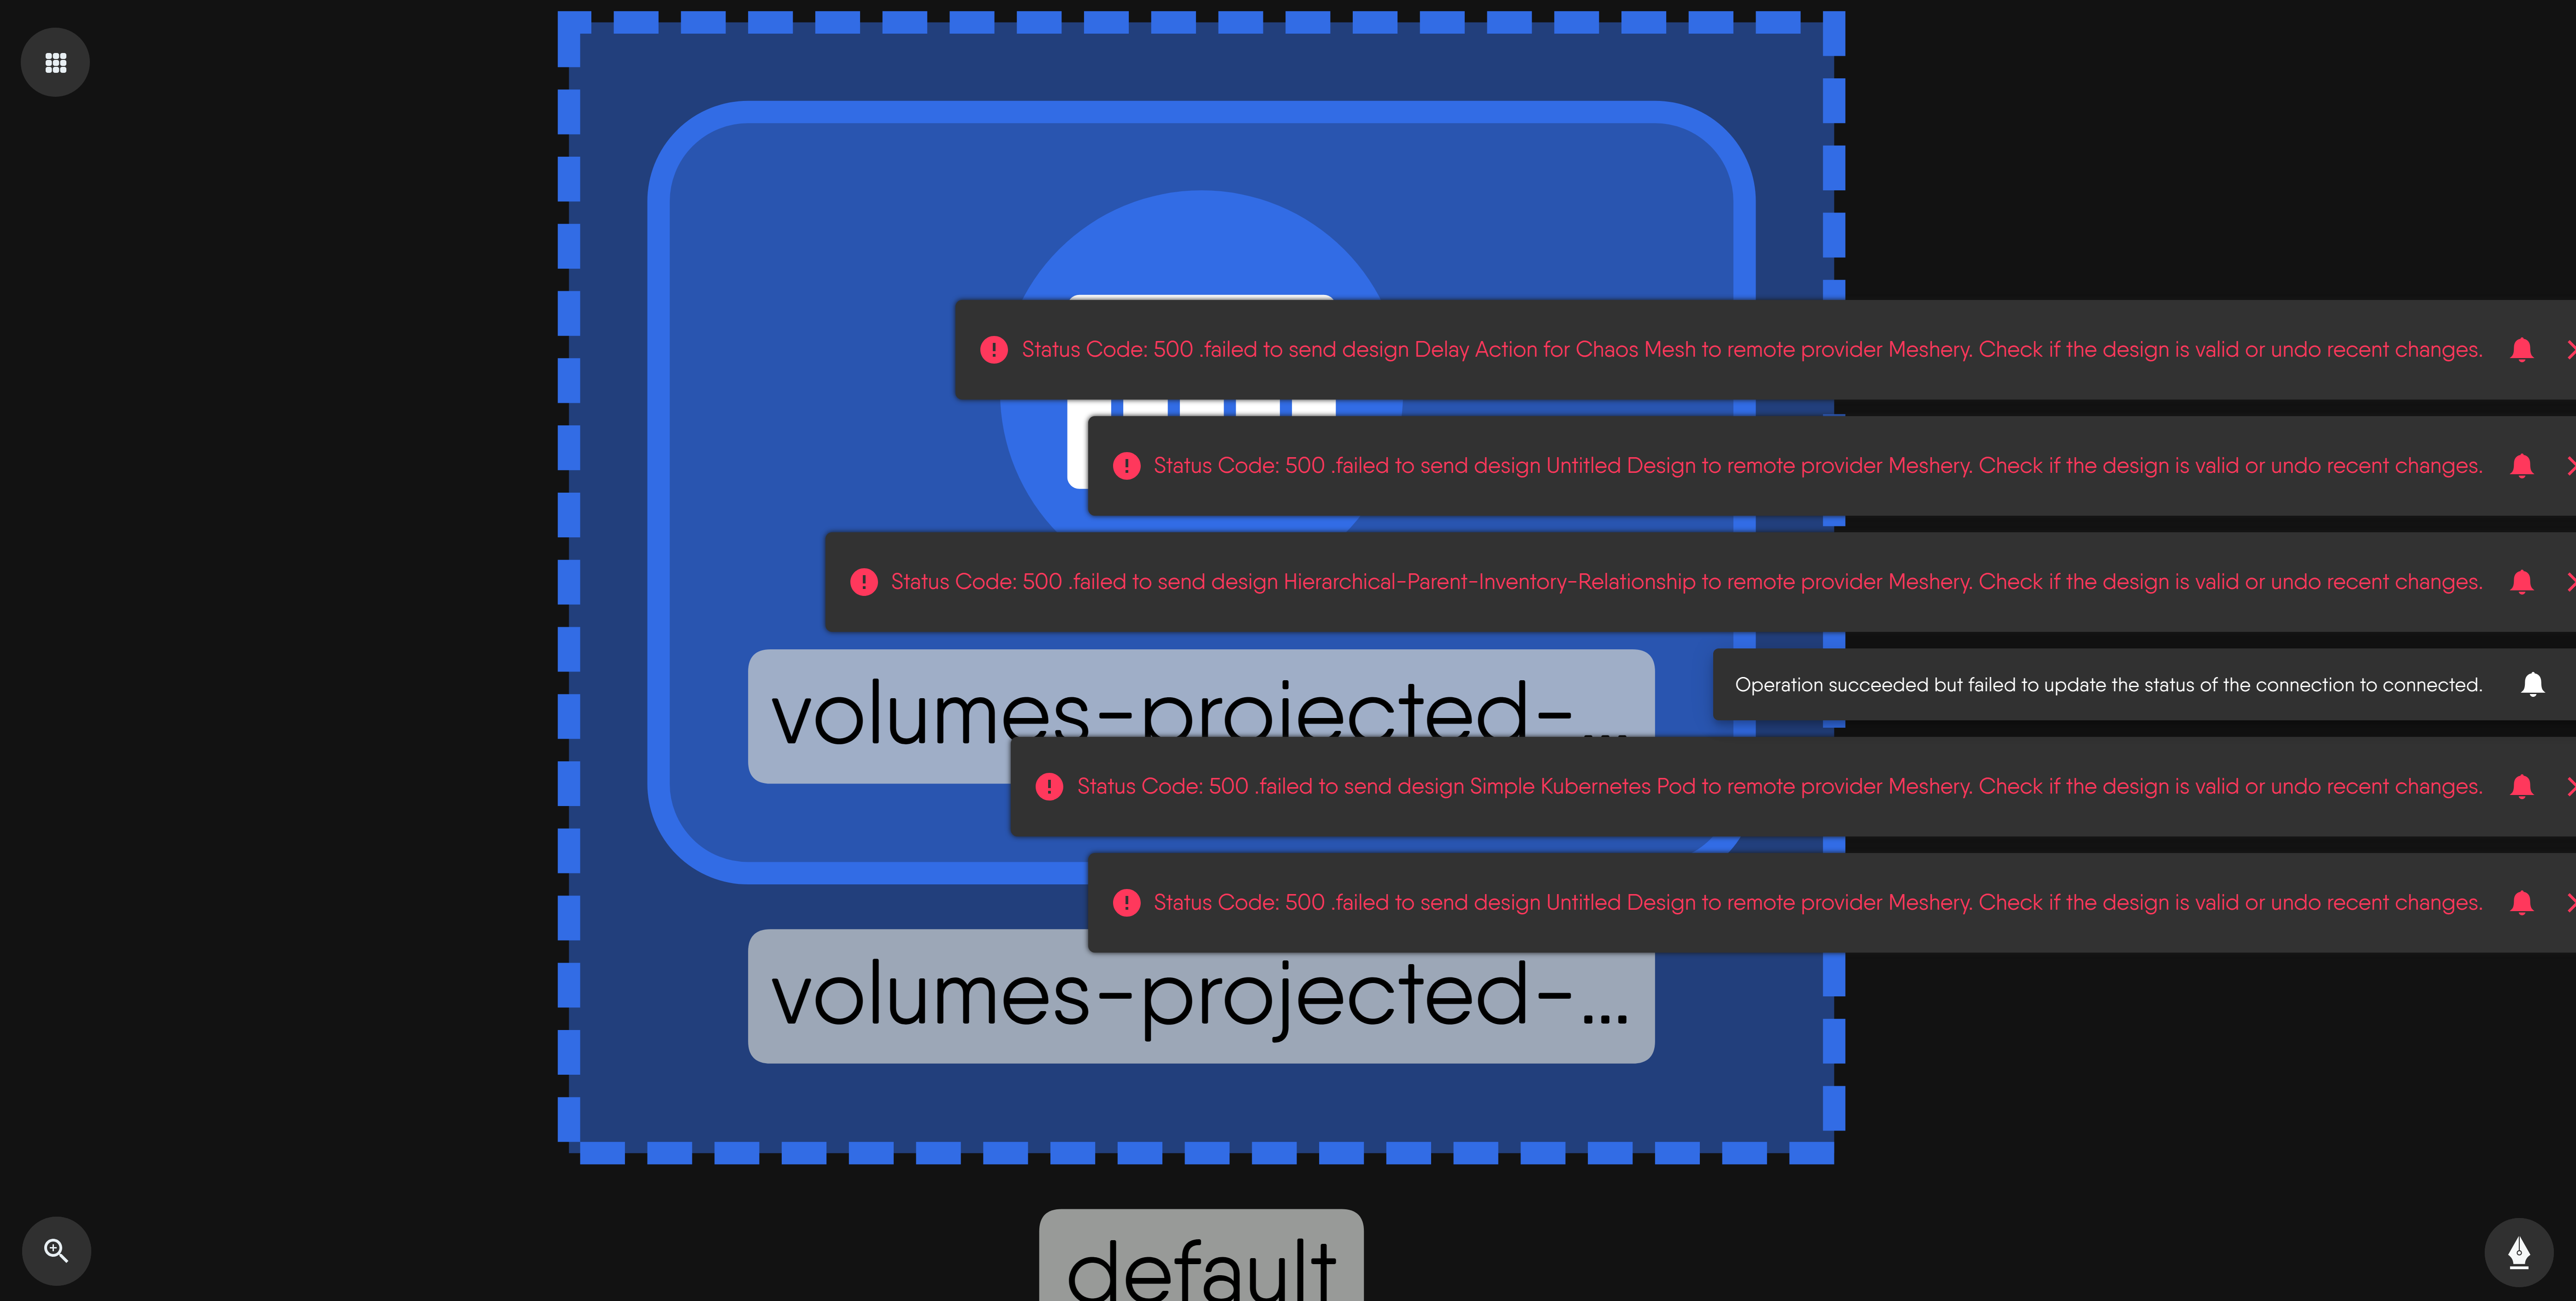 Status Code: 500 .failed to send design Delay Action for Chaos Mesh to remote provider Meshery. Check if the design is valid or undo recent changes.
Status Code: 500 .failed to send design Untitled Design to remote provider Meshery. Check if the design is valid or undo recent changes.
Status Code: 500 .failed to send design Hierarchical-Parent-Inventory-Relationship to remote provider Meshery. Check if the design is valid or undo recent changes.
Operation succeeded but failed to update the status of the connection to connected.
volumes-projected-...
Status Code: 500 .failed to send design Simple Kubernetes Pod to remote provider Meshery. Check if the design is valid or undo recent changes.
Status Code: 500 .failed to send design Untitled Design to remote provider Meshery. Check if the design is valid or undo recent changes.
volumes-projected-...
default